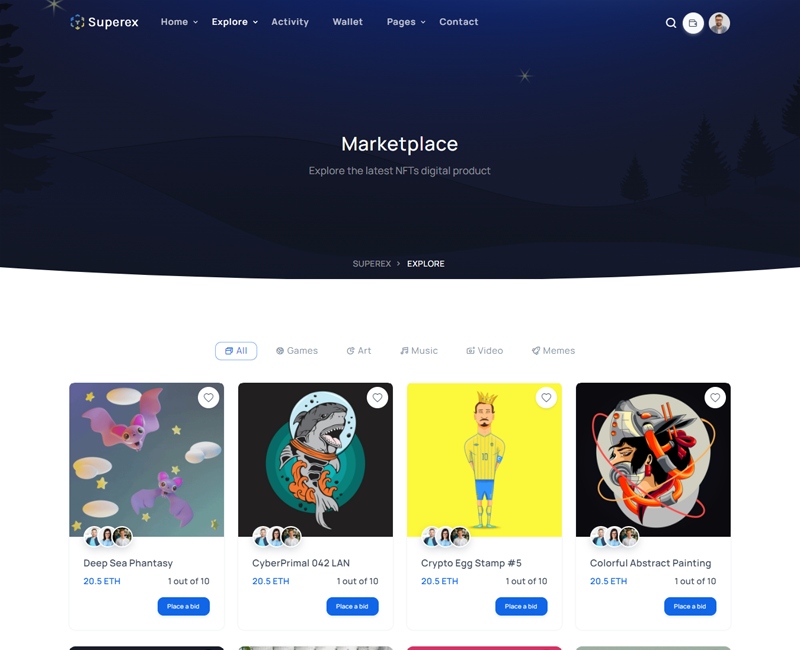 Superex Home Explore Activity Wallet Pages Contact
Marketplace
Explore the latest NFTs digital product
SUPEREX > EXPLORE
All Games Art Music Video Memes
10
Deep Sea Phantasy CyberPrimal 042 LAN Crypto Egg Stamp #5 Colorful Abstract Painting
20.5 ETH 1 out of 10 20.5 ETH 1 out of 10 20.5 ETH 1 out of 10 20.5 ETH 1 out of 10
Place a bid Place a bid Place a bid Place a bid